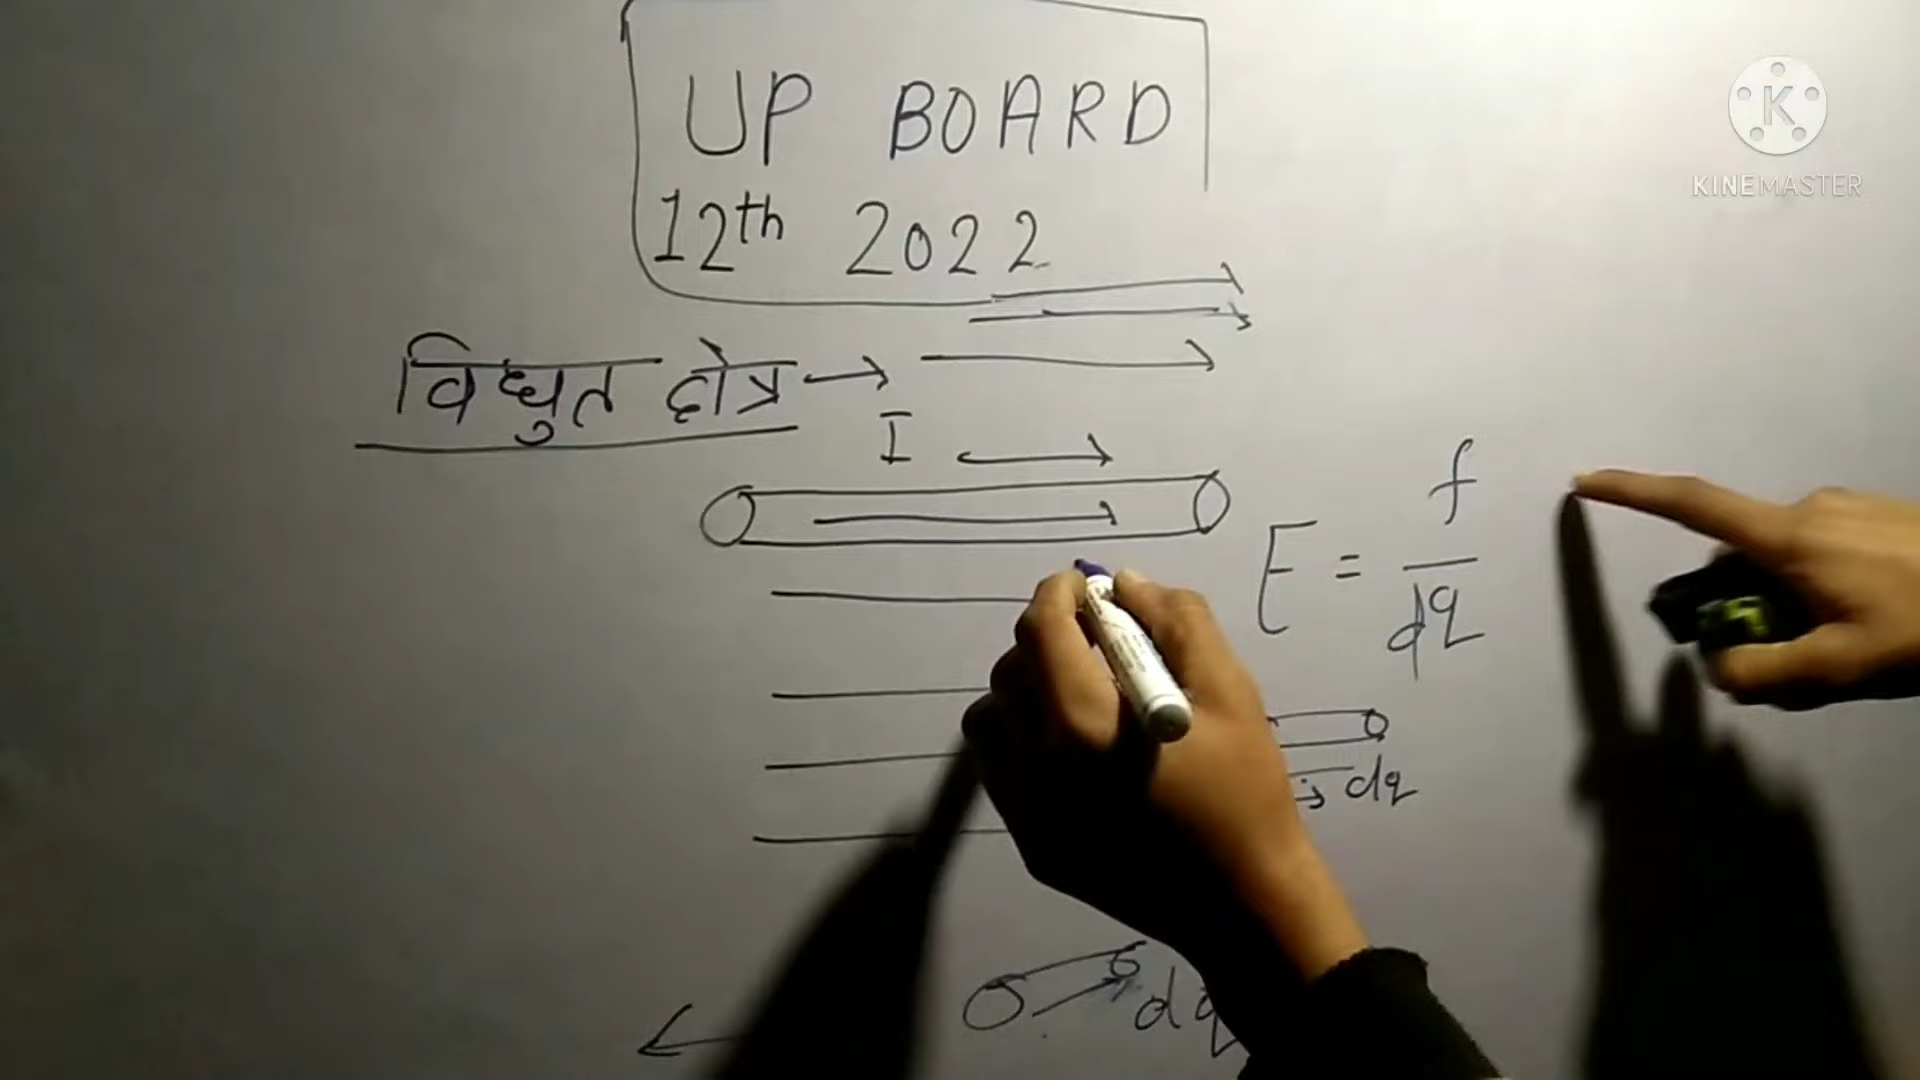 UP BOARD
12th 2022
विधुत क्षेत्र →
I →
E = f / dq
→ dq
dq
KINEMASTER